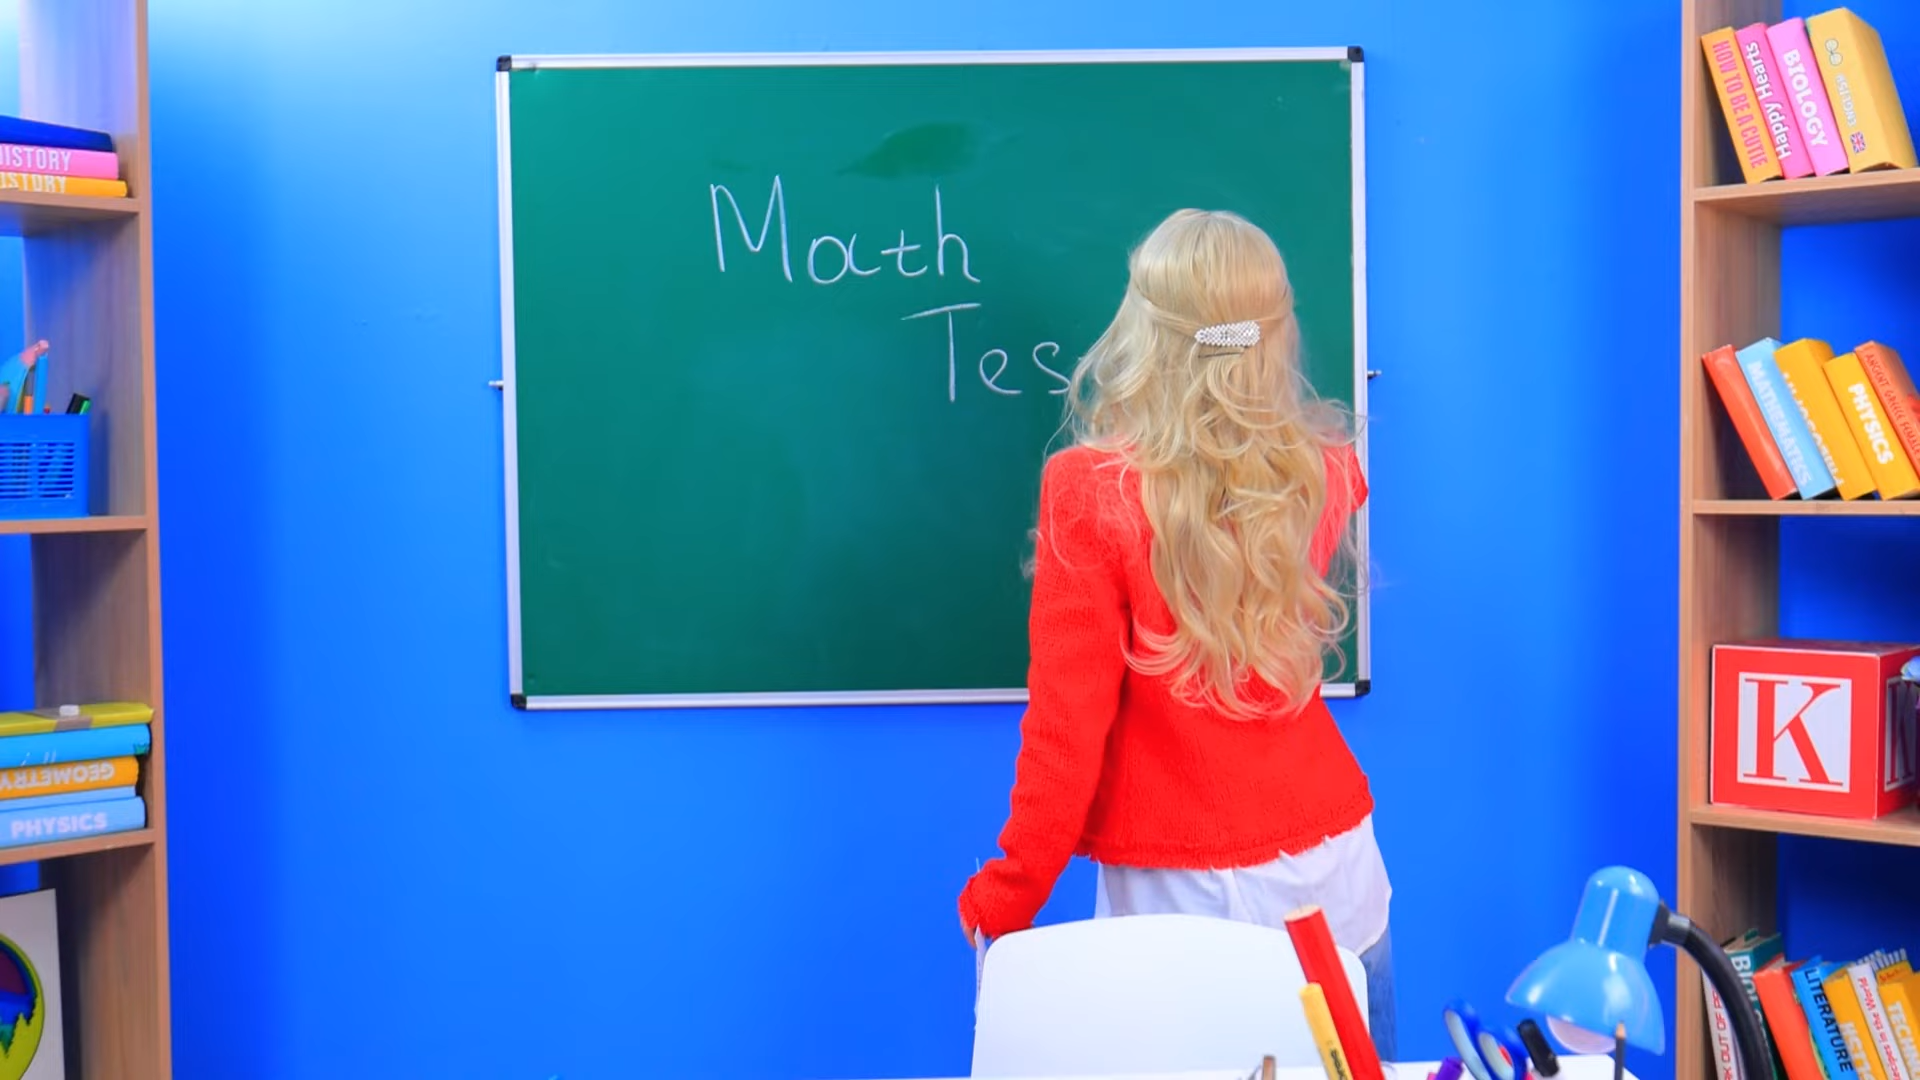 Math
Tes
HISTORY
HISTORY
GEOMETRY
PHYSICS
HOW TO BE A CUTIE
Happy Hearts
BIOLOGY
MATHEMATICS
PHYSICS
K
LITERATURE